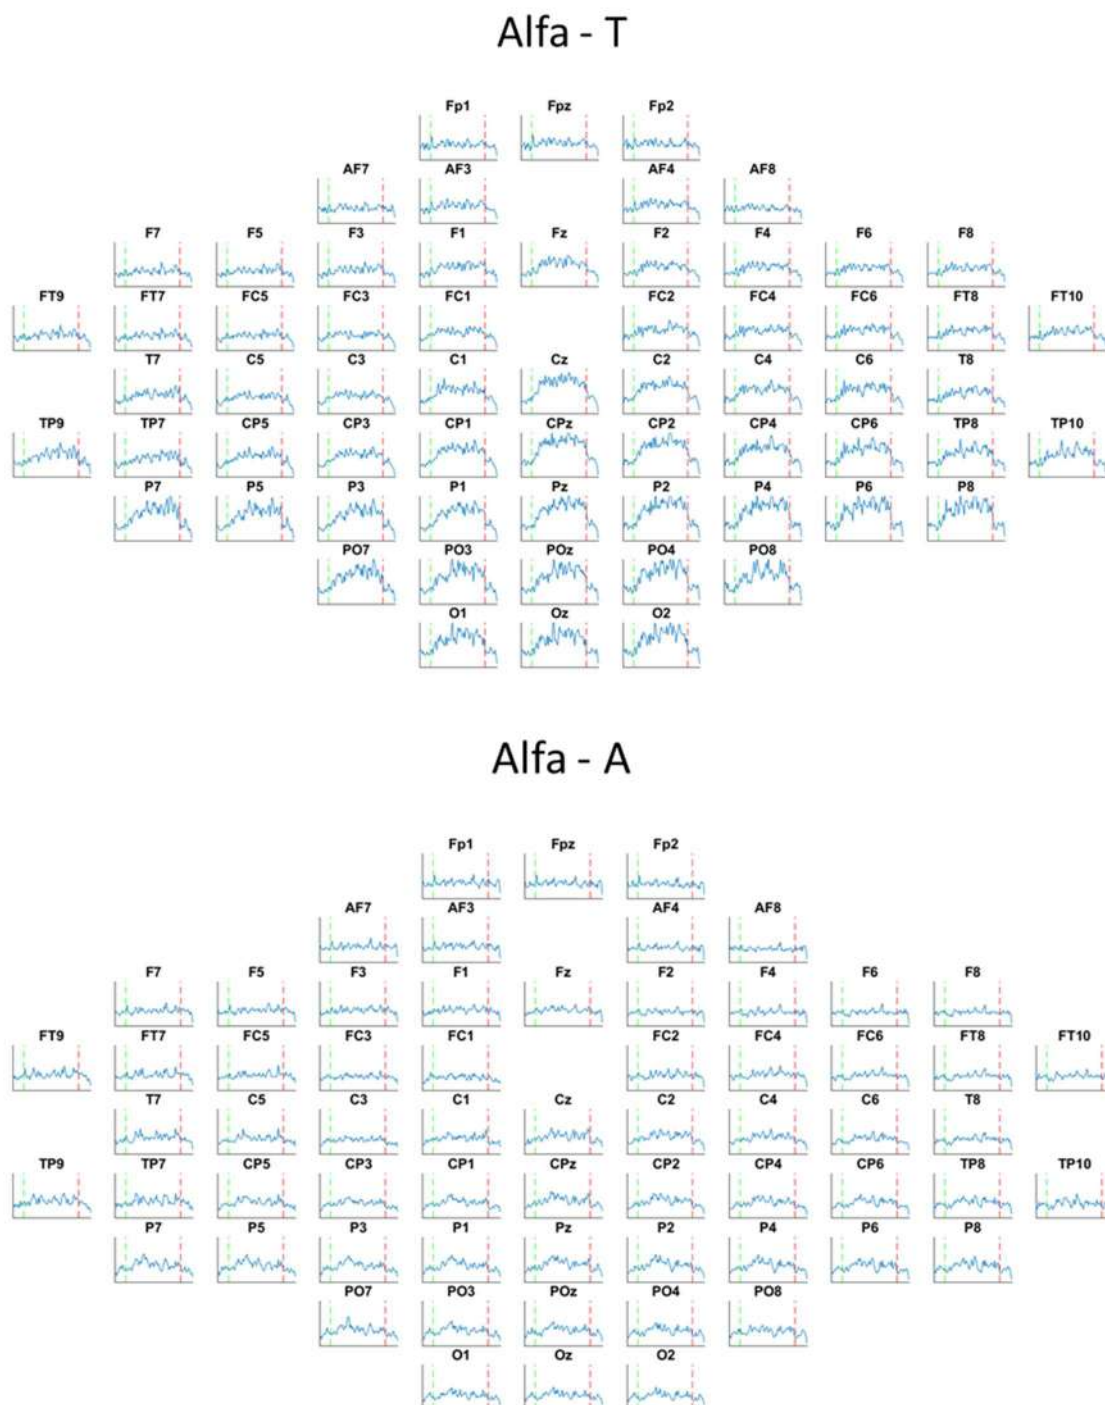 Alfa - T
Fp1 Fpz Fp2
AF7 AF3 AF4 AF8
F7 F5 F3 F1 Fz F2 F4 F6 F8
FT9 FT7 FC5 FC3 FC1 FC2 FC4 FC6 FT8 FT10
T7 C5 C3 C1 Cz C2 C4 C6 T8
TP9 TP7 CP5 CP3 CP1 CPz CP2 CP4 CP6 TP8 TP10
P7 P5 P3 P1 Pz P2 P4 P6 P8
PO7 PO3 POz PO4 PO8
O1 Oz O2
Alfa - A
Fp1 Fpz Fp2
AF7 AF3 AF4 AF8
F7 F5 F3 F1 Fz F2 F4 F6 F8
FT9 FT7 FC5 FC3 FC1 FC2 FC4 FC6 FT8 FT10
T7 C5 C3 C1 Cz C2 C4 C6 T8
TP9 TP7 CP5 CP3 CP1 CPz CP2 CP4 CP6 TP8 TP10
P7 P5 P3 P1 Pz P2 P4 P6 P8
PO7 PO3 POz PO4 PO8
O1 Oz O2